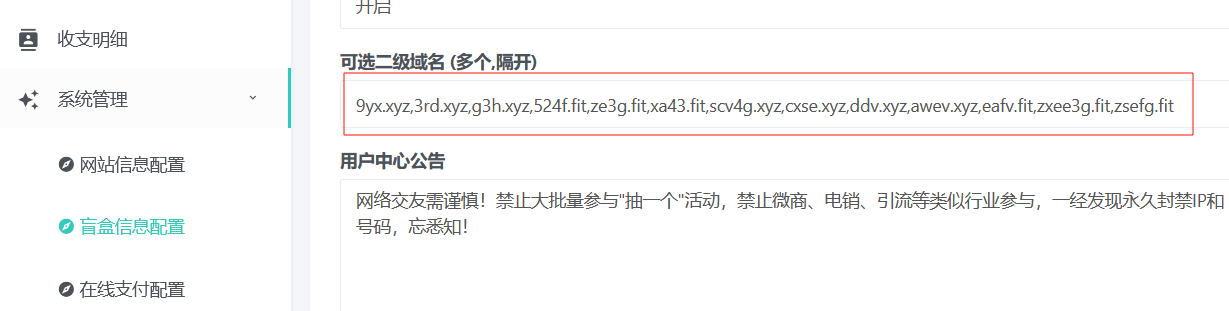 开启
收支明细
可选二级域名 (多个,隔开)
系统管理
9yx.xyz,3rd.xyz,g3h.xyz,524f.fit,ze3g.fit,xa43.fit,scv4g.xyz,cxse.xyz,ddv.xyz,awev.xyz,eafv.fit,zxee3g.fit,zsefg.fit
网站信息配置
用户中心公告
网络交友需谨慎！禁止大批量参与"抽一个"活动，禁止微商、电销、引流等类似行业参与，一经发现永久封禁IP和
号码，忘悉知！
盲盒信息配置
在线支付配置